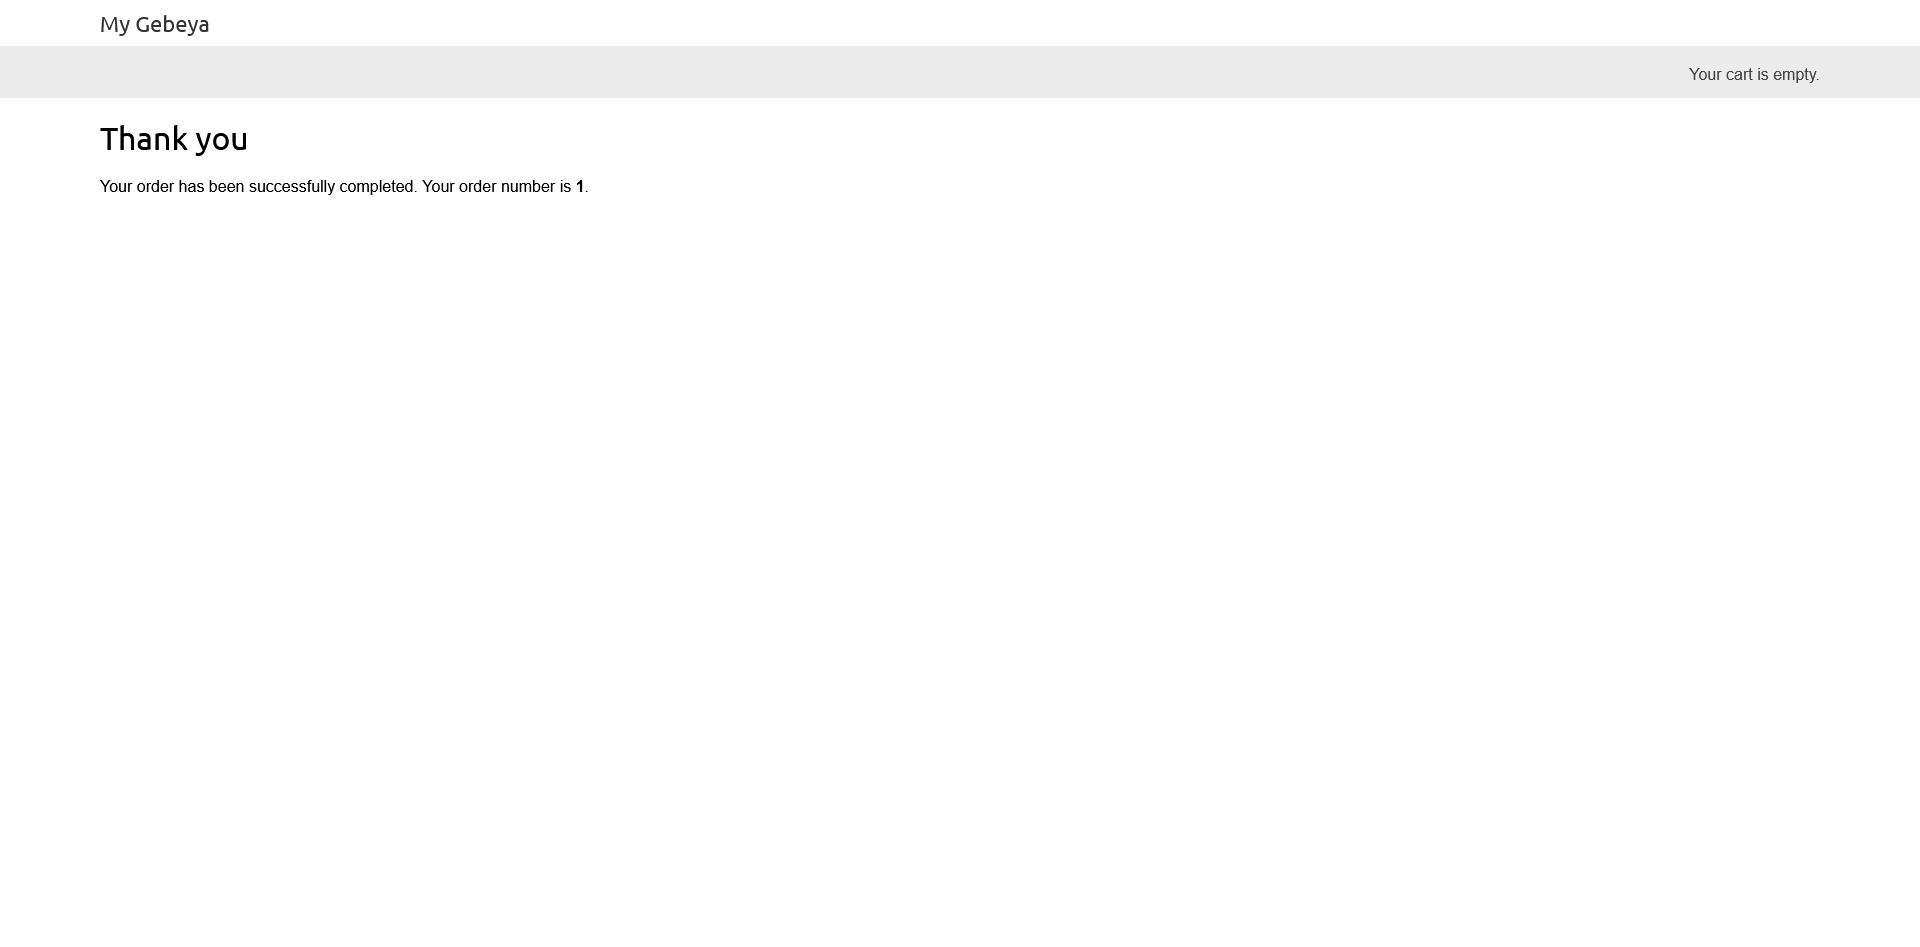 My Gebeya
Your cart is empty.
Thank you
Your order has been successfully completed. Your order number is 1.